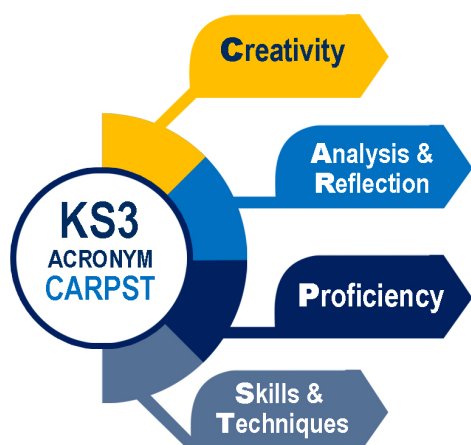 Creativity
Analysis &
Reflection
KS3
ACRONYM
CARPST
Proficiency
Skills &
Techniques